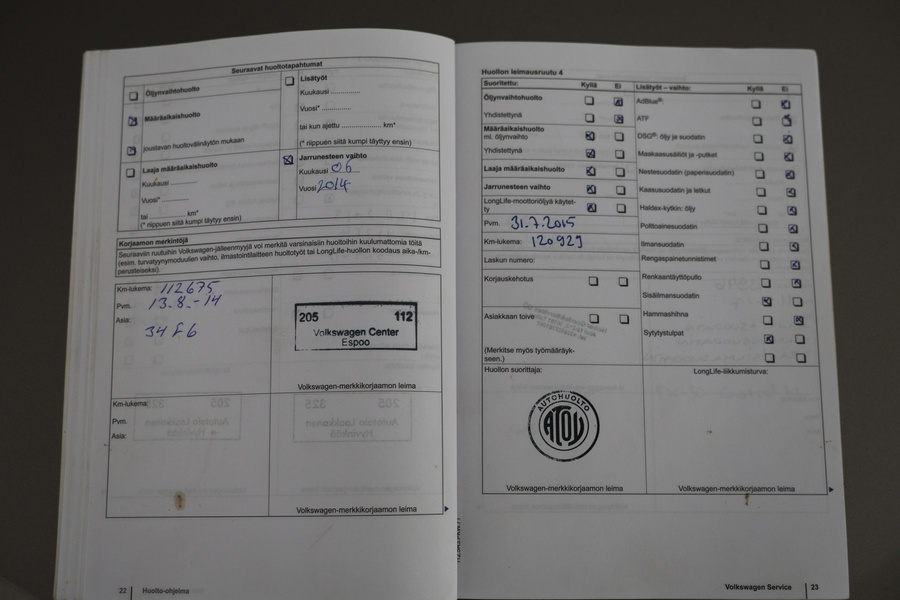 Seuraavat huoltotapahtumat
Öljynvaihtohuolto
Määräaikaishuolto
joustavan huoltovälinäytön mukaan
Laaja määräaikaishuolto
Kuukausi ..........
Vuosi* ..........
tai .......... km*
(* riippuen siitä kumpi täyttyy ensin)
Lisätyöt
Kuukausi ..........
Vuosi* ..........
tai kun ajettu .......... km*
(* riippuen siitä kumpi täyttyy ensin)
Jarrunesteen vaihto
Kuukausi 06
Vuosi 2014
Korjaamon merkintöjä
Seuraaviin ruutuihin Volkswagen-jälleenmyyjä voi merkitä varsinaisiin huoltoihin kuulumattomia töitä
(esim. turvatyynymoduulien vaihto, ilmastointilaitteen huoltotyöt tai LongLife-huollon koodaus aika-/km-
perusteiseksi).
Km-lukema: 112675
Pvm. 13.8.-14
Asia:
34 F6
205 112
Volkswagen Center
Espoo
Volkswagen-merkkikorjaamon leima
Km-lukema:
Pvm.
Asia:
Volkswagen-merkkikorjaamon leima
22 Huolto-ohjelma
Huollon leimausruutu 4
Suoritettu: Kyllä Ei
Öljynvaihtohuolto
Yhdistettynä
Määräaikaishuolto
ml. öljynvaihto
Yhdistettynä
Laaja määräaikaishuolto
Jarrunesteen vaihto
LongLife-moottoriöljyä käytet-
ty
Pvm. 31.7.2015
Km-lukema: 120929
Laskun numero:
Korjauskehotus
Asiakkaan toive
(Merkitse myös työmääräyk-
seen.)
Lisätyöt – vaihto: Kyllä Ei
AdBlue®:
ATF
DSG®: öljy ja suodatin
Maakaasusäiliöt ja -putket
Nestesuodatin (paperisuodatin)
Kaasusuodatin ja letkut
Haldex-kytkin: öljy
Polttoainesuodatin
Ilmansuodatin
Rengaspainetunnistimet
Renkaantäyttöpullo
Sisäilmansuodatin
Hammashihna
Sytytystulpat
Huollon suorittaja:
AUTOHUOLTO
ATOY
Volkswagen-merkkikorjaamon leima
LongLife-liikkumisturva:
Volkswagen-merkkikorjaamon leima
Volkswagen Service 23